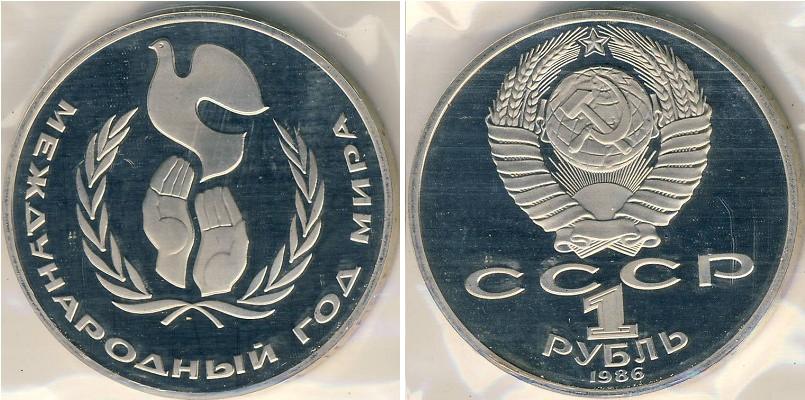 МЕЖДУНАРОДНЫЙ ГОД МИРА
СССР
1
РУБЛЬ
1986